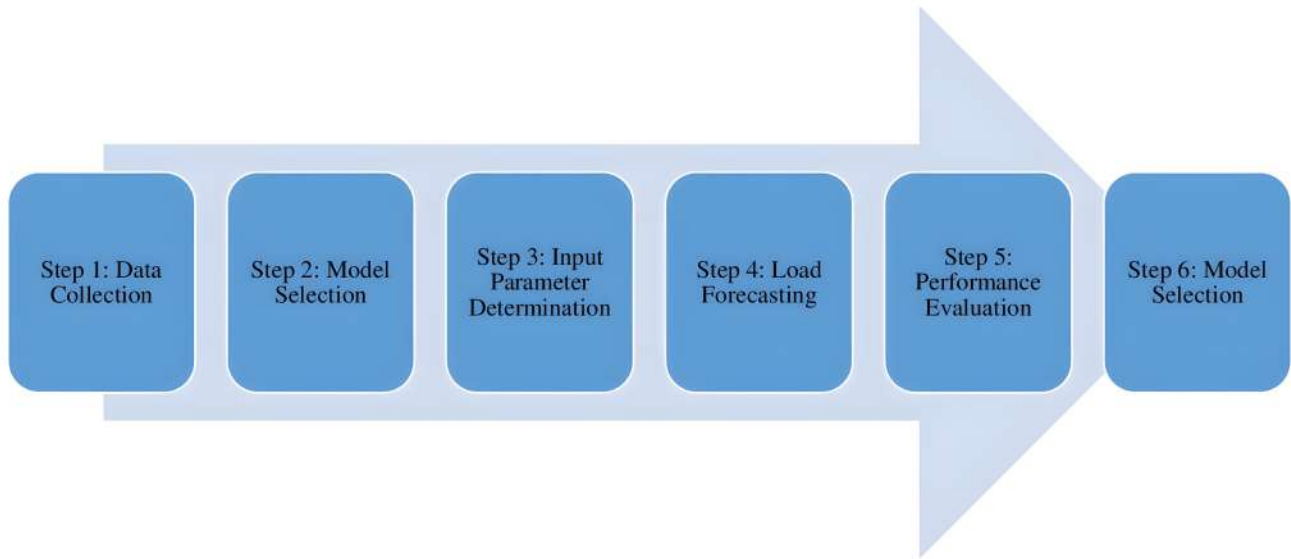 Step 1: Data
Collection
Step 2: Model
Selection
Step 3: Input
Parameter
Determination
Step 4: Load
Forecasting
Step 5:
Performance
Evaluation
Step 6: Model
Selection